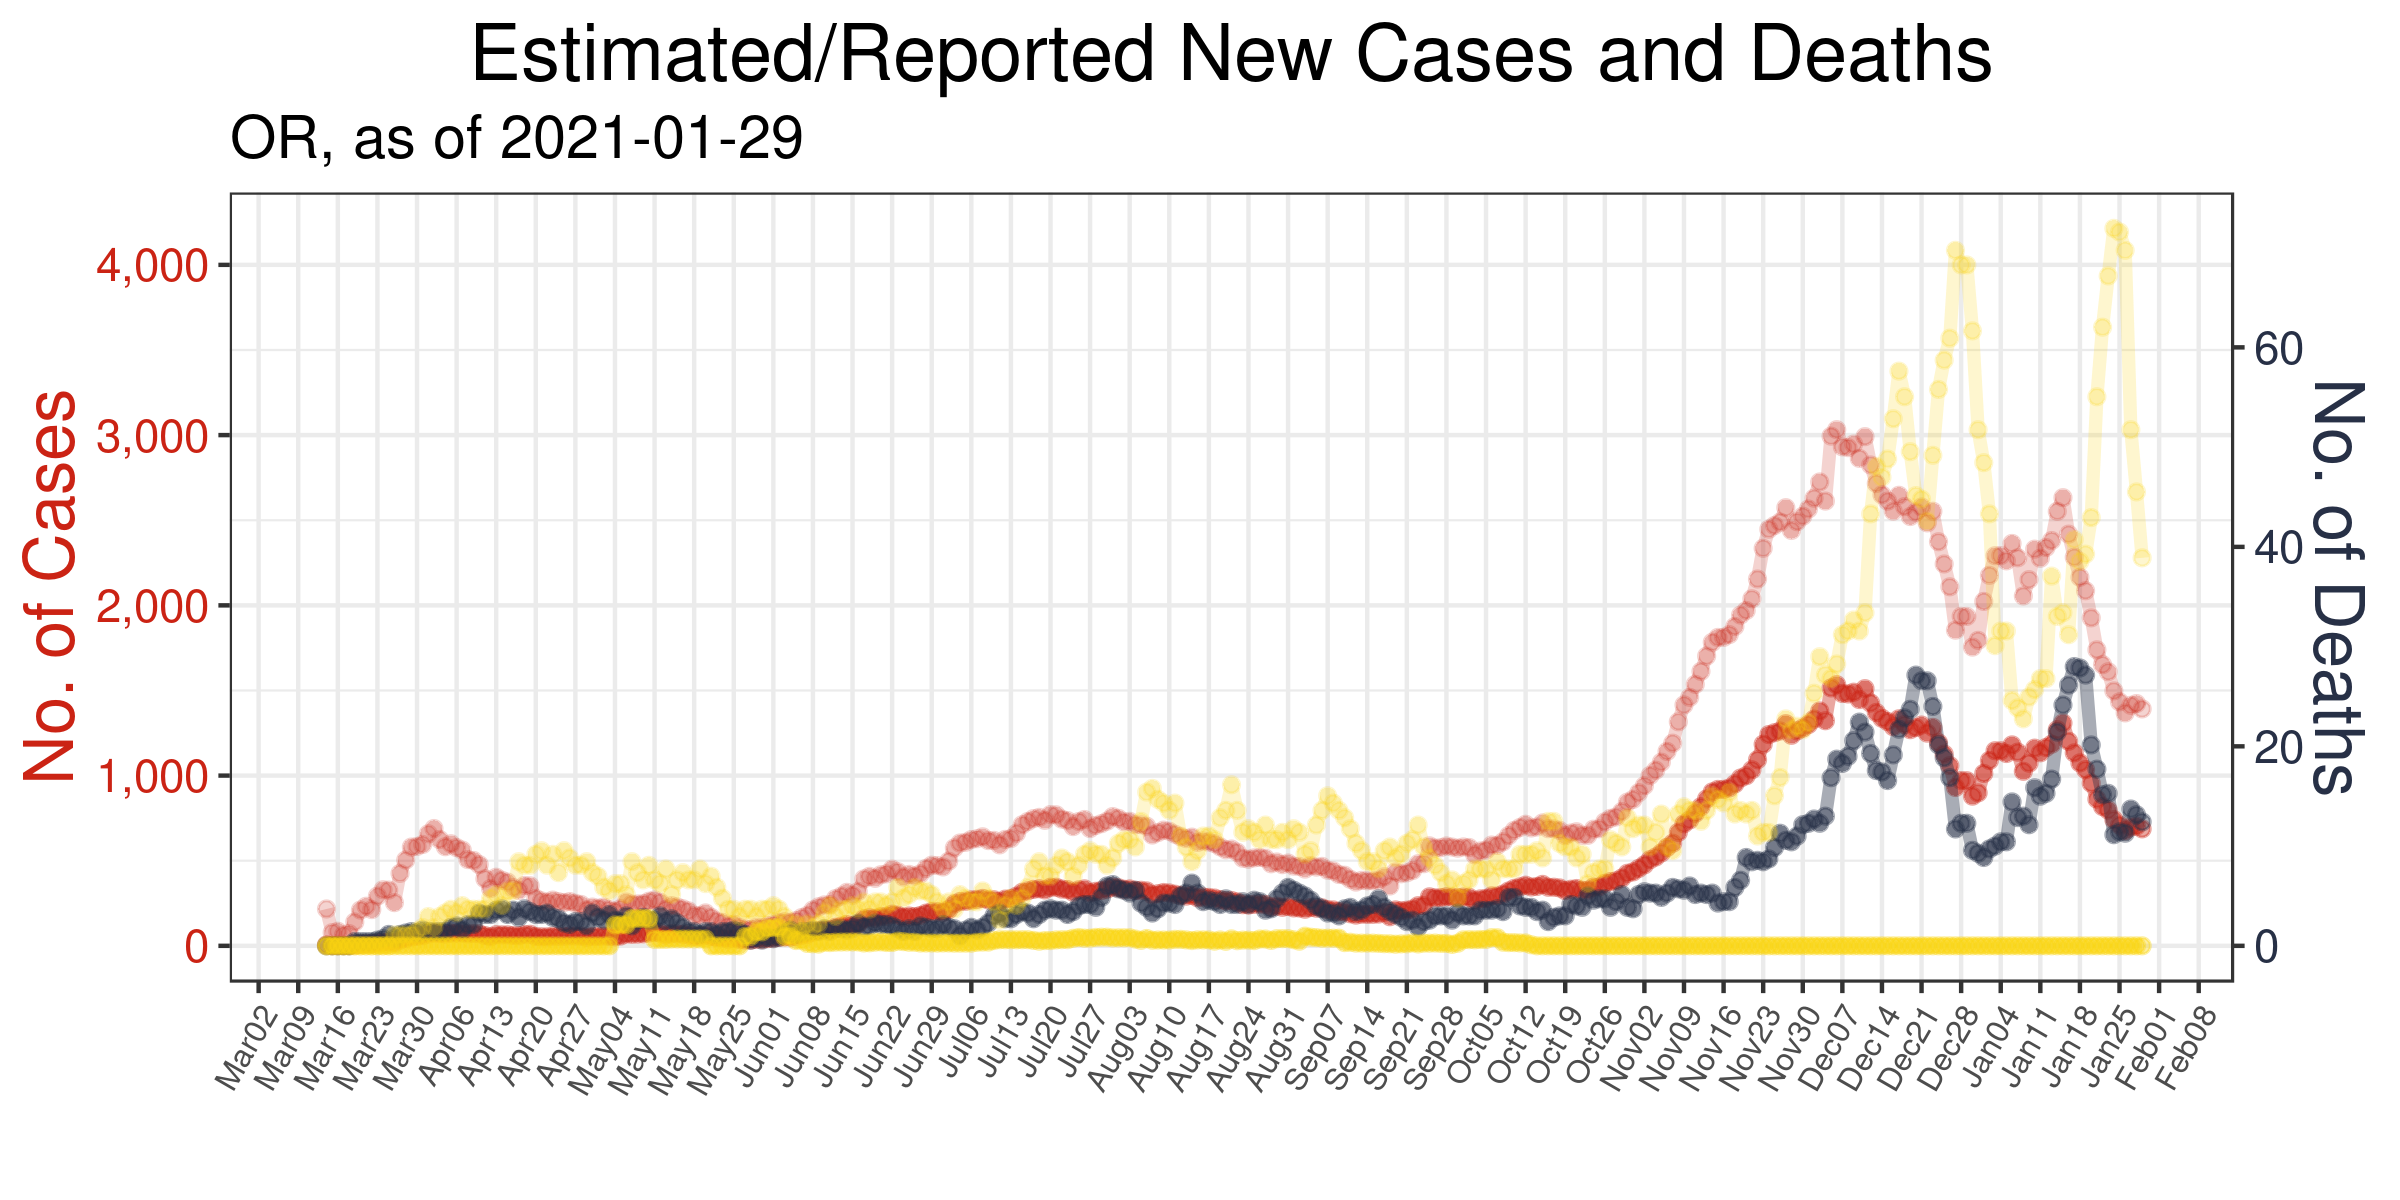 Estimated/Reported New Cases and Deaths
OR, as of 2021-01-29
No. of Cases
4,000
3,000
2,000
1,000
0
60
40
20
0
No. of Deaths
Mar02
Mar09
Mar16
Mar23
Mar30
Apr06
Apr13
Apr20
Apr27
May04
May11
May18
May25
Jun01
Jun08
Jun15
Jun22
Jun29
Jul06
Jul13
Jul20
Jul27
Aug03
Aug10
Aug17
Aug24
Aug31
Sep07
Sep14
Sep21
Sep28
Oct05
Oct12
Oct19
Oct26
Nov02
Nov09
Nov16
Nov23
Nov30
Dec07
Dec14
Dec21
Dec28
Jan04
Jan11
Jan18
Jan25
Feb01
Feb08